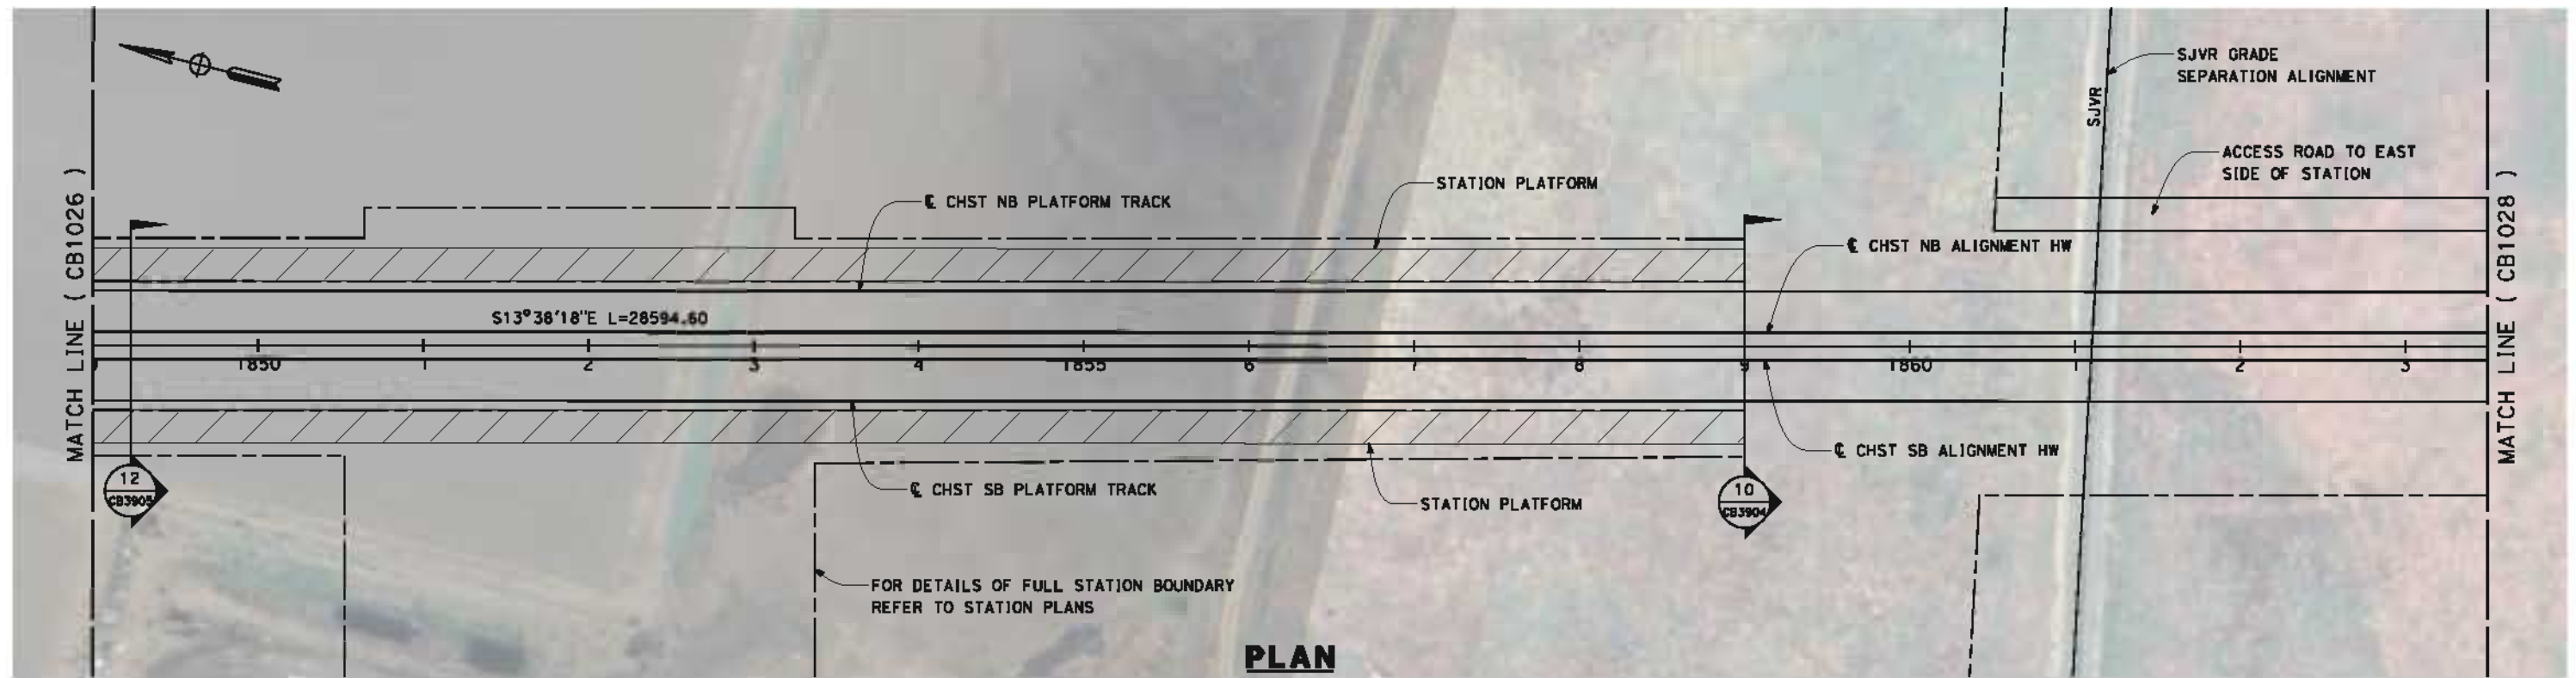 SJVR GRADE
SEPARATION ALIGNMENT
SJVR
ACCESS ROAD TO EAST
SIDE OF STATION
STATION PLATFORM
℄ CHST NB PLATFORM TRACK
MATCH LINE ( CB1026 )
MATCH LINE ( CB1028 )
℄ CHST NB ALIGNMENT HW
S13°38'18"E L=28594.60
1850 1 2 3 4 1855 6 7 8 9 1860 2 3
℄ CHST SB ALIGNMENT HW
12
CB3905
℄ CHST SB PLATFORM TRACK
STATION PLATFORM
10
CB3904
FOR DETAILS OF FULL STATION BOUNDARY
REFER TO STATION PLANS
PLAN